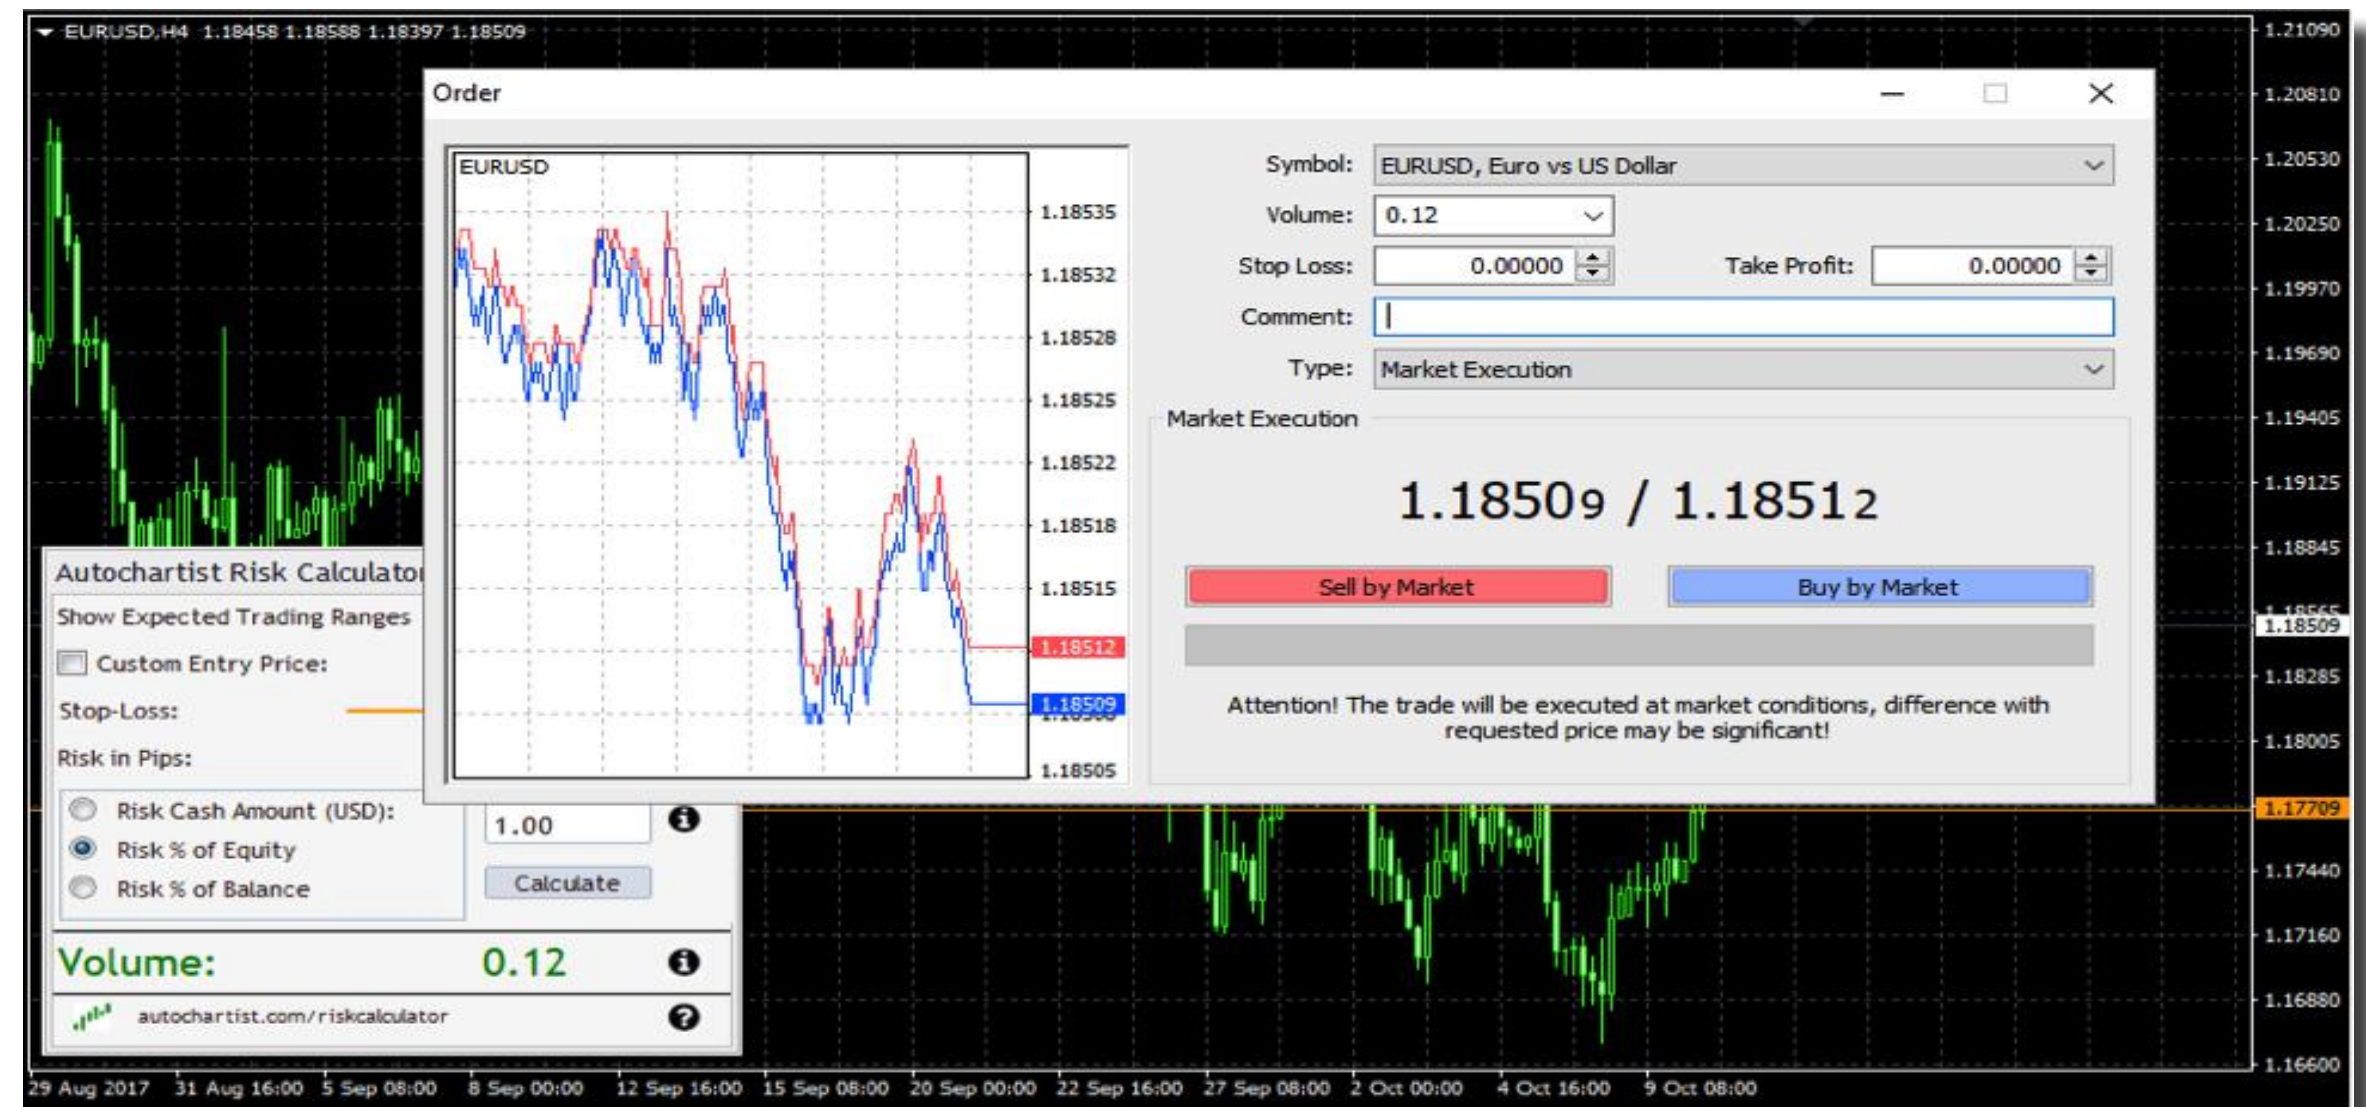 EURUSD,H4 1.18458 1.18588 1.18397 1.18509
Order
EURUSD
1.18535
1.18532
1.18528
1.18525
1.18522
1.18518
1.18515
1.18512
1.18509
1.18505
Symbol: EURUSD, Euro vs US Dollar
Volume: 0.12
Stop Loss: 0.00000 Take Profit: 0.00000
Comment:
Type: Market Execution
Market Execution
1.18509 / 1.18512
Sell by Market Buy by Market
Attention! The trade will be executed at market conditions, difference with
requested price may be significant!
Autochartist Risk Calculator
Show Expected Trading Ranges
Custom Entry Price:
Stop-Loss:
Risk in Pips:
Risk Cash Amount (USD):
Risk % of Equity
Risk % of Balance
1.00
Calculate
Volume: 0.12
autochartist.com/riskcalculator
1.21090
1.20810
1.20530
1.20250
1.19970
1.19690
1.19405
1.19125
1.18845
1.18565
1.18509
1.18285
1.18005
1.17709
1.17440
1.17160
1.16880
1.16600
29 Aug 2017 31 Aug 16:00 5 Sep 08:00 8 Sep 00:00 12 Sep 16:00 15 Sep 08:00 20 Sep 00:00 22 Sep 16:00 27 Sep 08:00 2 Oct 00:00 4 Oct 16:00 9 Oct 08:00